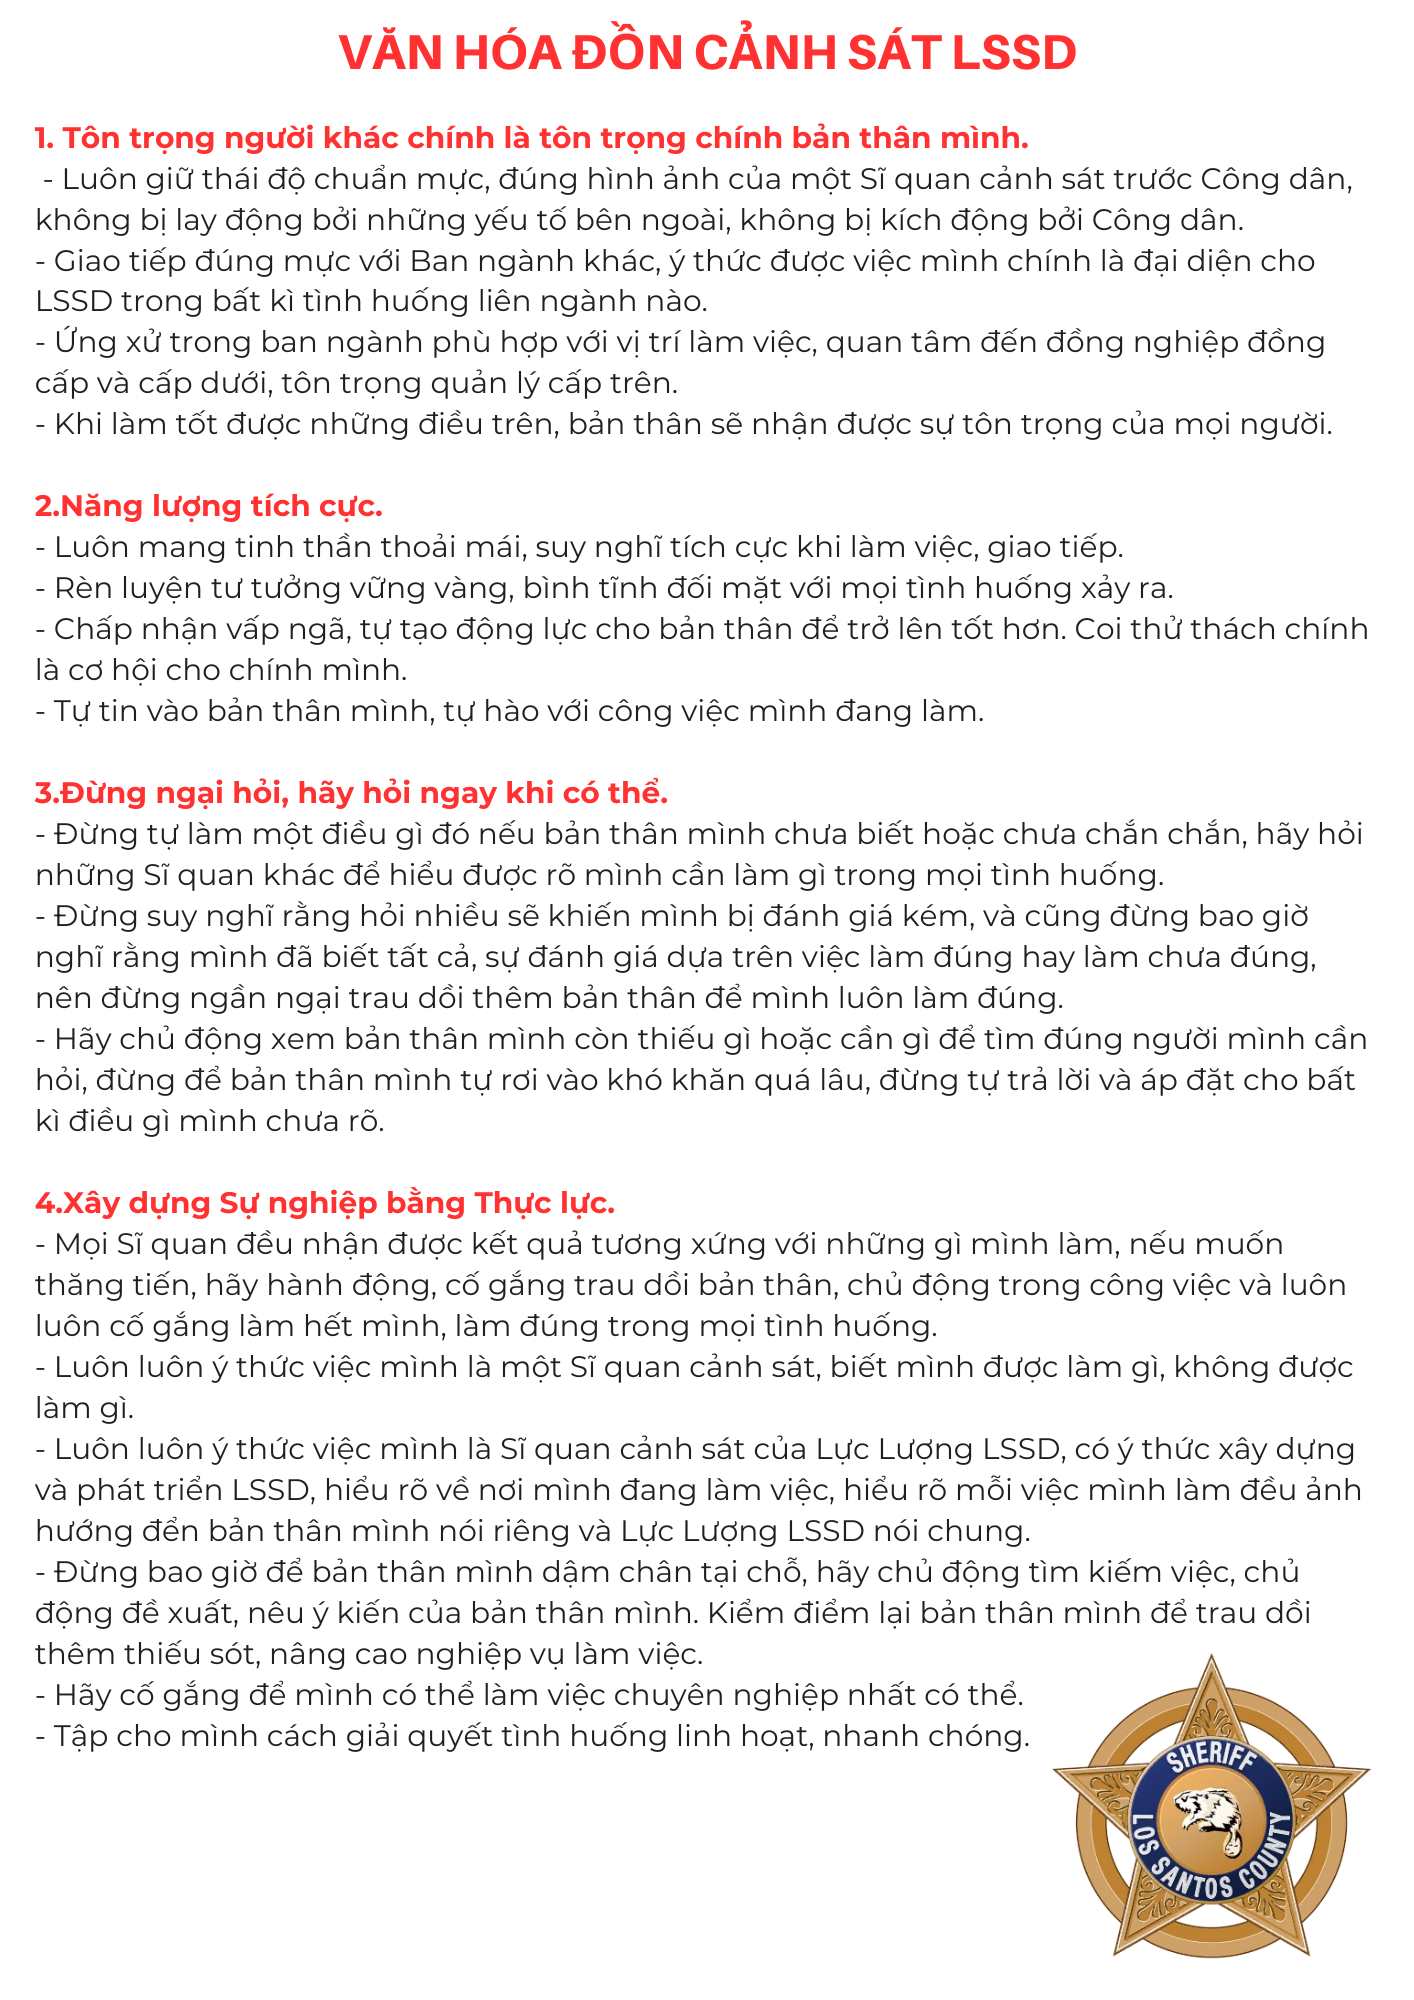 VĂN HÓA ĐỒN CẢNH SÁT LSSD
1. Tôn trọng người khác chính là tôn trọng chính bản thân mình.
- Luôn giữ thái độ chuẩn mực, đúng hình ảnh của một Sĩ quan cảnh sát trước Công dân,
không bị lay động bởi những yếu tố bên ngoài, không bị kích động bởi Công dân.
- Giao tiếp đúng mực với Ban ngành khác, ý thức được việc mình chính là đại diện cho
LSSD trong bất kì tình huống liên ngành nào.
- Ứng xử trong ban ngành phù hợp với vị trí làm việc, quan tâm đến đồng nghiệp đồng
cấp và cấp dưới, tôn trọng quản lý cấp trên.
- Khi làm tốt được những điều trên, bản thân sẽ nhận được sự tôn trọng của mọi người.
2.Năng lượng tích cực.
- Luôn mang tinh thần thoải mái, suy nghĩ tích cực khi làm việc, giao tiếp.
- Rèn luyện tư tưởng vững vàng, bình tĩnh đối mặt với mọi tình huống xảy ra.
- Chấp nhận vấp ngã, tự tạo động lực cho bản thân để trở lên tốt hơn. Coi thử thách chính
là cơ hội cho chính mình.
- Tự tin vào bản thân mình, tự hào với công việc mình đang làm.
3.Đừng ngại hỏi, hãy hỏi ngay khi có thể.
- Đừng tự làm một điều gì đó nếu bản thân mình chưa biết hoặc chưa chắn chắn, hãy hỏi
những Sĩ quan khác để hiểu được rõ mình cần làm gì trong mọi tình huống.
- Đừng suy nghĩ rằng hỏi nhiều sẽ khiến mình bị đánh giá kém, và cũng đừng bao giờ
nghĩ rằng mình đã biết tất cả, sự đánh giá dựa trên việc làm đúng hay làm chưa đúng,
nên đừng ngần ngại trau dồi thêm bản thân để mình luôn làm đúng.
- Hãy chủ động xem bản thân mình còn thiếu gì hoặc cần gì để tìm đúng người mình cần
hỏi, đừng để bản thân mình tự rơi vào khó khăn quá lâu, đừng tự trả lời và áp đặt cho bất
kì điều gì mình chưa rõ.
4.Xây dựng Sự nghiệp bằng Thực lực.
- Mọi Sĩ quan đều nhận được kết quả tương xứng với những gì mình làm, nếu muốn
thăng tiến, hãy hành động, cố gắng trau dồi bản thân, chủ động trong công việc và luôn
luôn cố gắng làm hết mình, làm đúng trong mọi tình huống.
- Luôn luôn ý thức việc mình là một Sĩ quan cảnh sát, biết mình được làm gì, không được
làm gì.
- Luôn luôn ý thức việc mình là Sĩ quan cảnh sát của Lực Lượng LSSD, có ý thức xây dựng
và phát triển LSSD, hiểu rõ về nơi mình đang làm việc, hiểu rõ mỗi việc mình làm đều ảnh
hướng đển bản thân mình nói riêng và Lực Lượng LSSD nói chung.
- Đừng bao giờ để bản thân mình dậm chân tại chỗ, hãy chủ động tìm kiếm việc, chủ
động đề xuất, nêu ý kiến của bản thân mình. Kiểm điểm lại bản thân mình để trau dồi
thêm thiếu sót, nâng cao nghiệp vụ làm việc.
- Hãy cố gắng để mình có thể làm việc chuyên nghiệp nhất có thể.
- Tập cho mình cách giải quyết tình huống linh hoạt, nhanh chóng.
SHERIFF
LOS SANTOS COUNTY